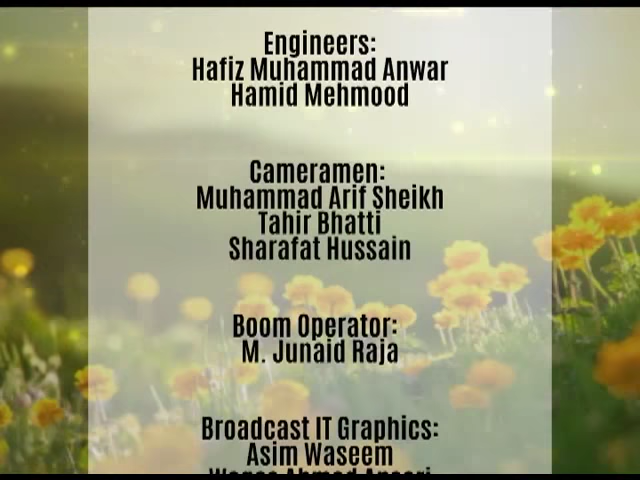 Engineers:
Hafiz Muhammad Anwar
Hamid Mehmood
Cameramen:
Muhammad Arif Sheikh
Tahir Bhatti
Sharafat Hussain
Boom Operator:
M. Junaid Raja
Broadcast IT Graphics:
Asim Waseem